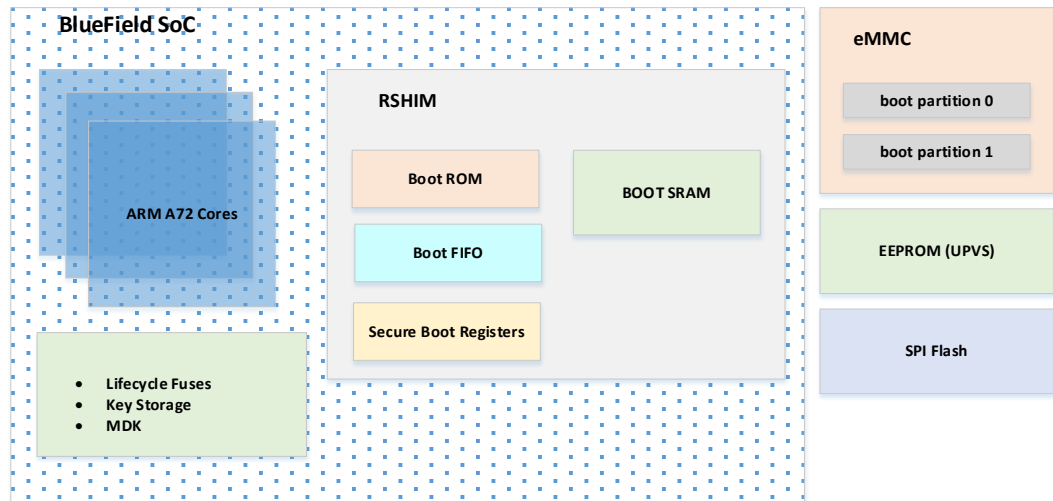 BlueField SoC
ARM A72 Cores
• Lifecycle Fuses
• Key Storage
• MDK
RSHIM
Boot ROM
Boot FIFO
Secure Boot Registers
BOOT SRAM
eMMC
boot partition 0
boot partition 1
EEPROM (UPVS)
SPI Flash